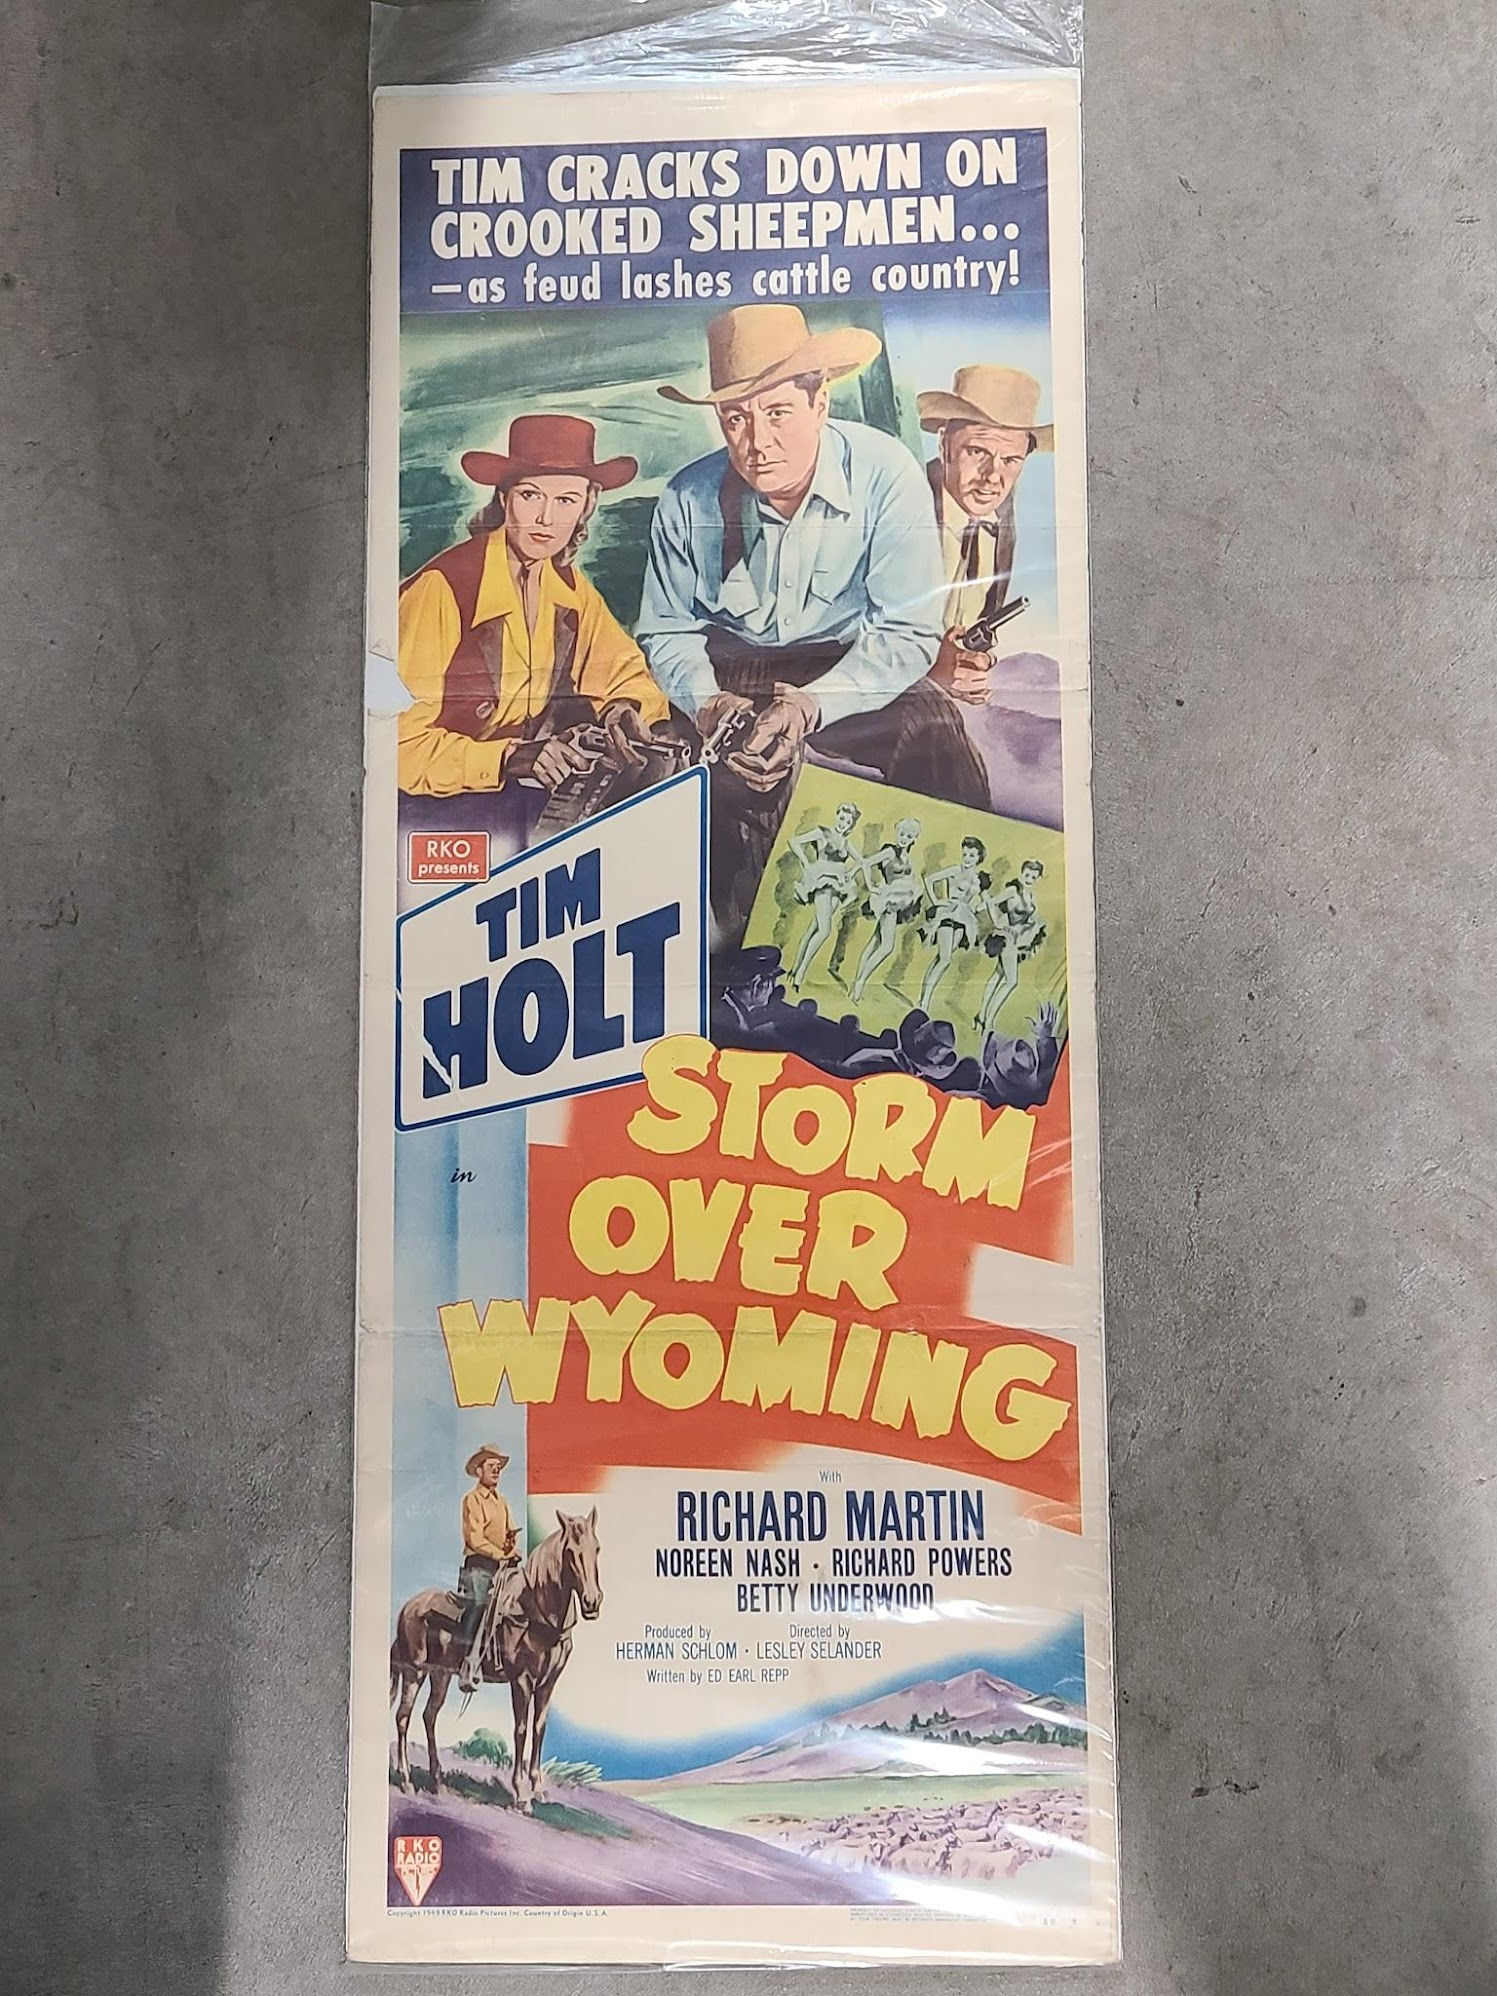 TIM CRACKS DOWN ON
CROOKED SHEEPMEN...
—as feud lashes cattle country!
RKO
presents
TIM
HOLT
in
STORM
OVER
WYOMING
With
RICHARD MARTIN
NOREEN NASH · RICHARD POWERS
BETTY UNDERWOOD
Produced by Directed by
HERMAN SCHLOM · LESLEY SELANDER
Written by ED EARL REPP
RKO
RADIO
PICTURES
Copyright 1949 RKO Radio Pictures Inc. Country of Origin U.S.A.